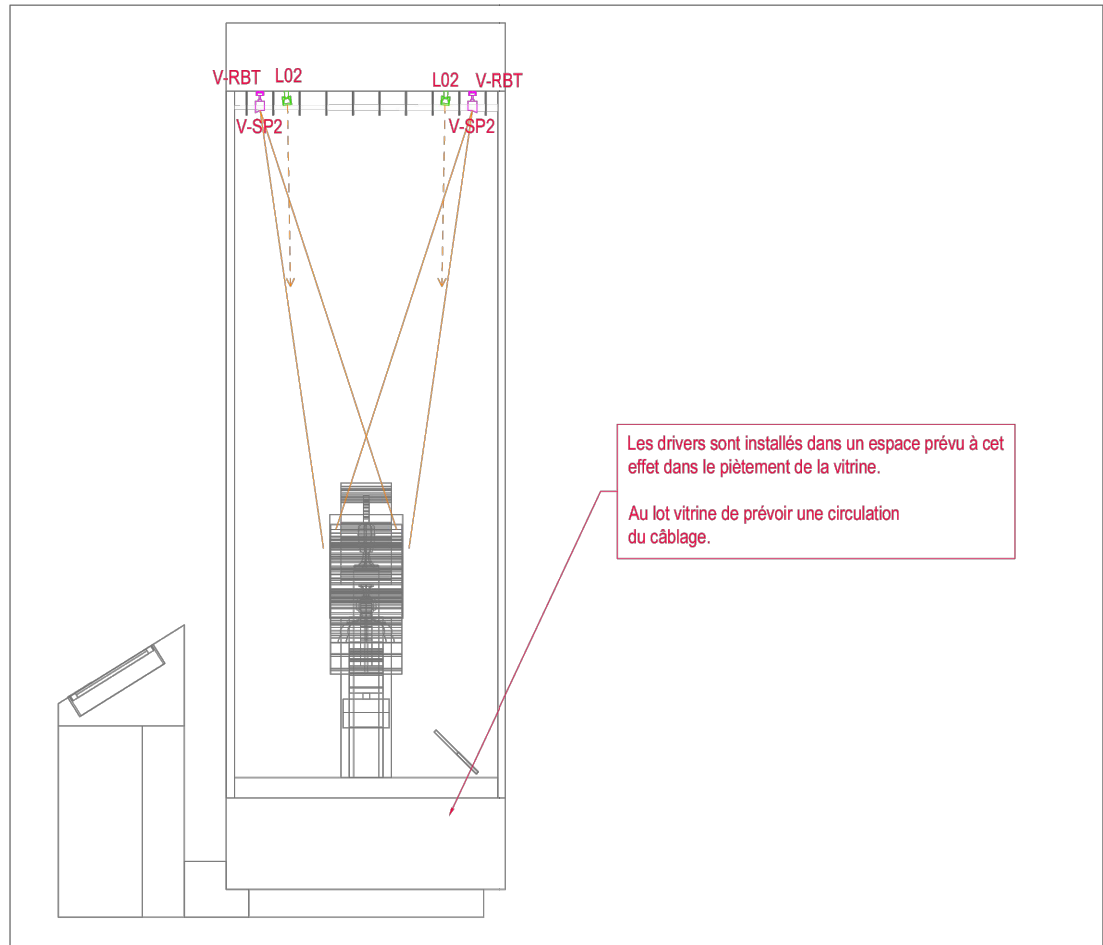 V-RBT L02 L02 V-RBT
V-SP2 V-SP2
Les drivers sont installés dans un espace prévu à cet
effet dans le piètement de la vitrine.
Au lot vitrine de prévoir une circulation
du câblage.